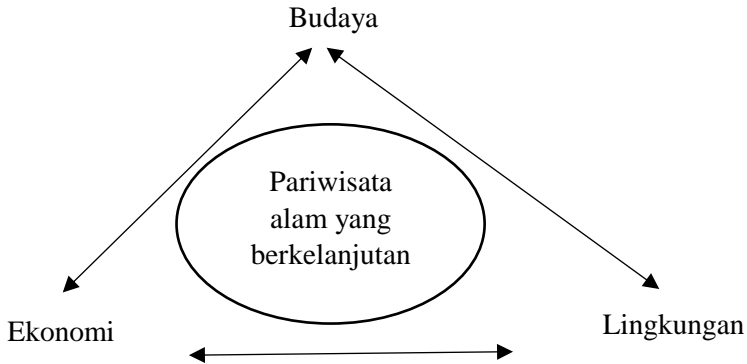 Budaya
Pariwisata
alam yang
berkelanjutan
Ekonomi
Lingkungan